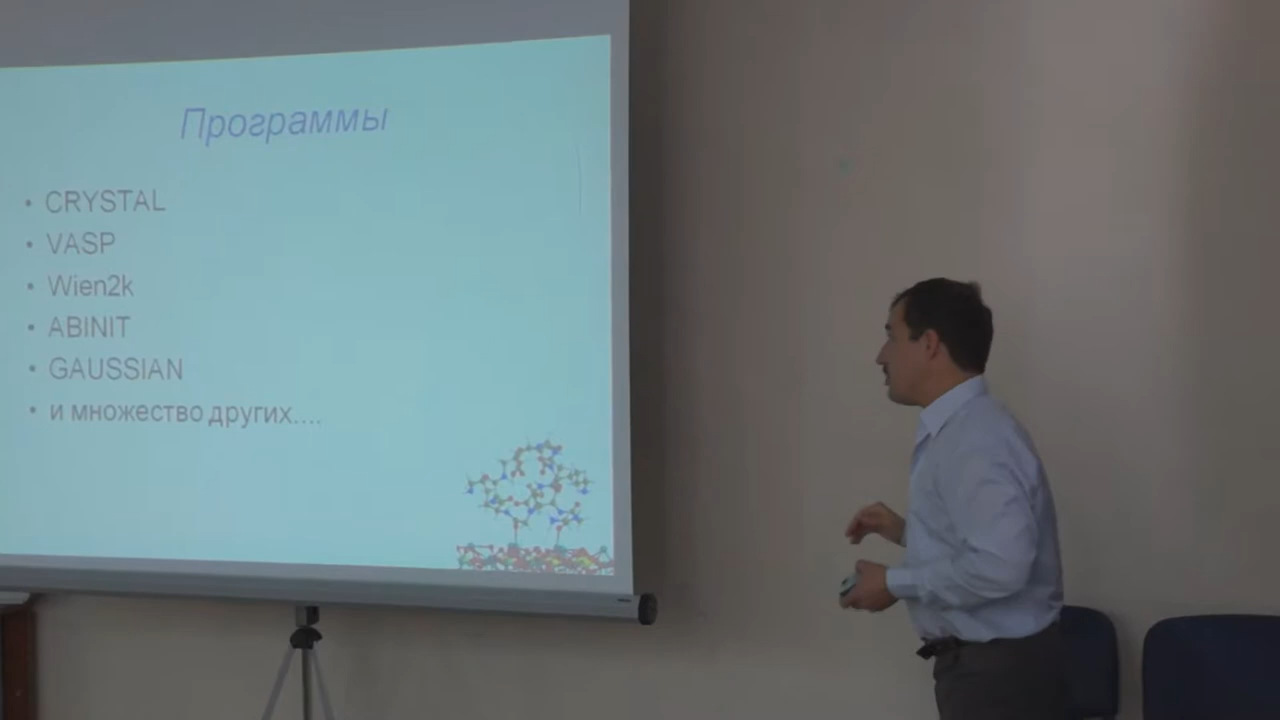 Программы
• CRYSTAL
• VASP
• Wien2k
• ABINIT
• GAUSSIAN
• и множество других....